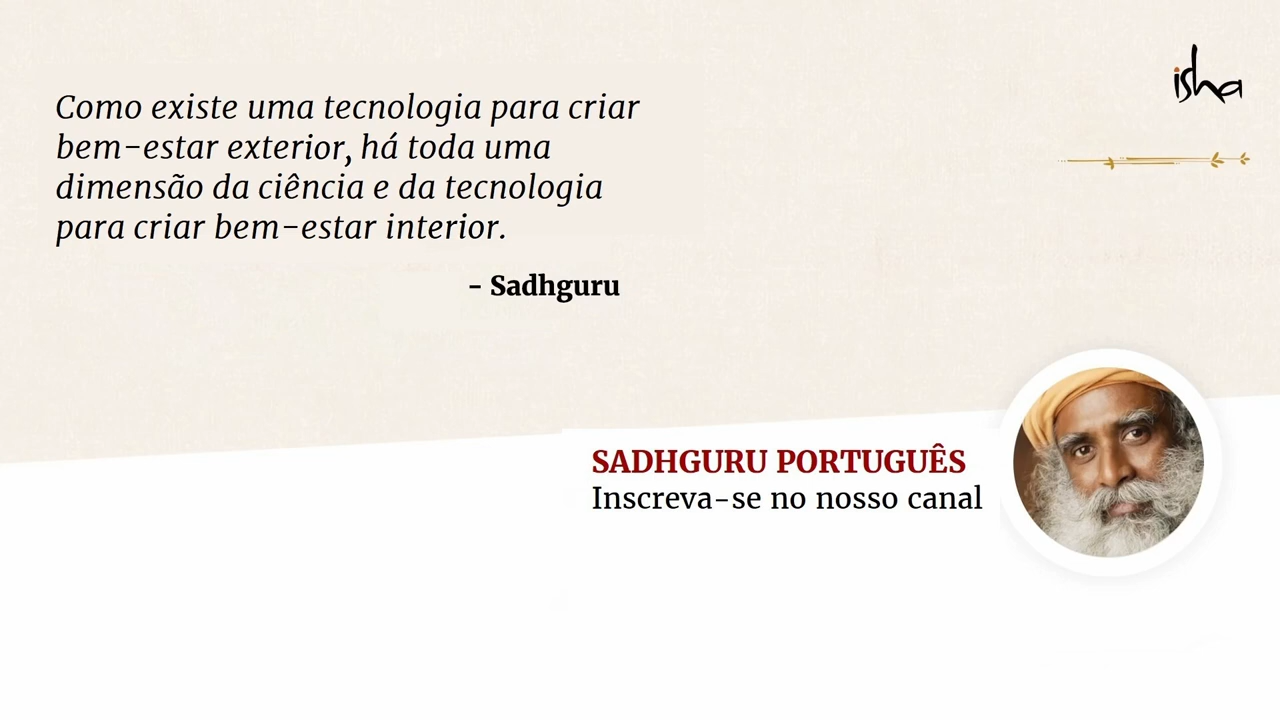 Como existe uma tecnologia para criar
bem-estar exterior, há toda uma
dimensão da ciência e da tecnologia
para criar bem-estar interior.
- Sadhguru
isha
SADHGURU PORTUGUÊS
Inscreva-se no nosso canal